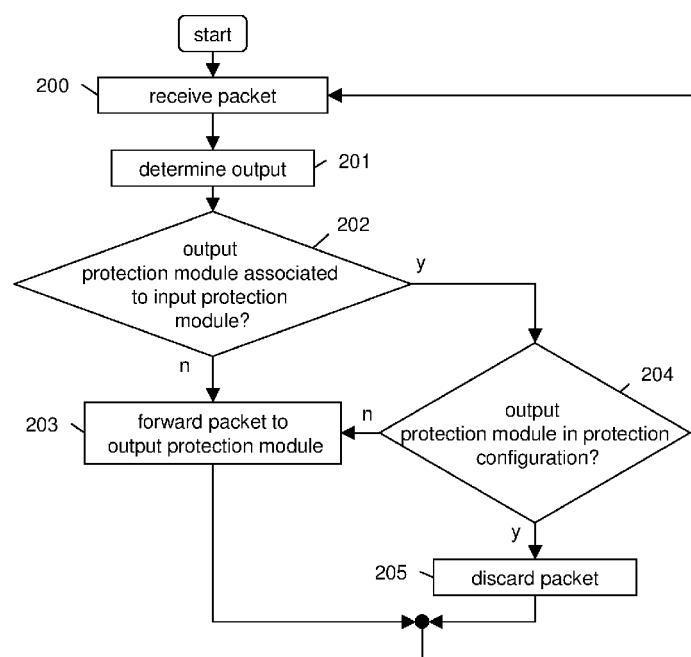 start
200
receive packet
determine output
201
202
output
protection module associated
to input protection
module?
y
n
204
203
forward packet to
output protection module
n
output
protection module in protection
configuration?
y
205
discard packet